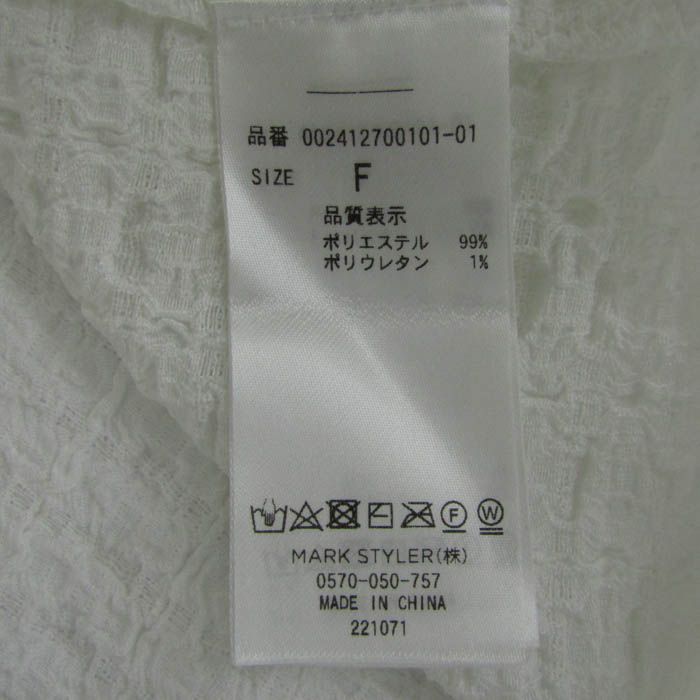 品番 002412700101-01
SIZE F
品質表示
ポリエステル 99%
ポリウレタン 1%
F W
MARK STYLER(株)
0570-050-757
MADE IN CHINA
221071